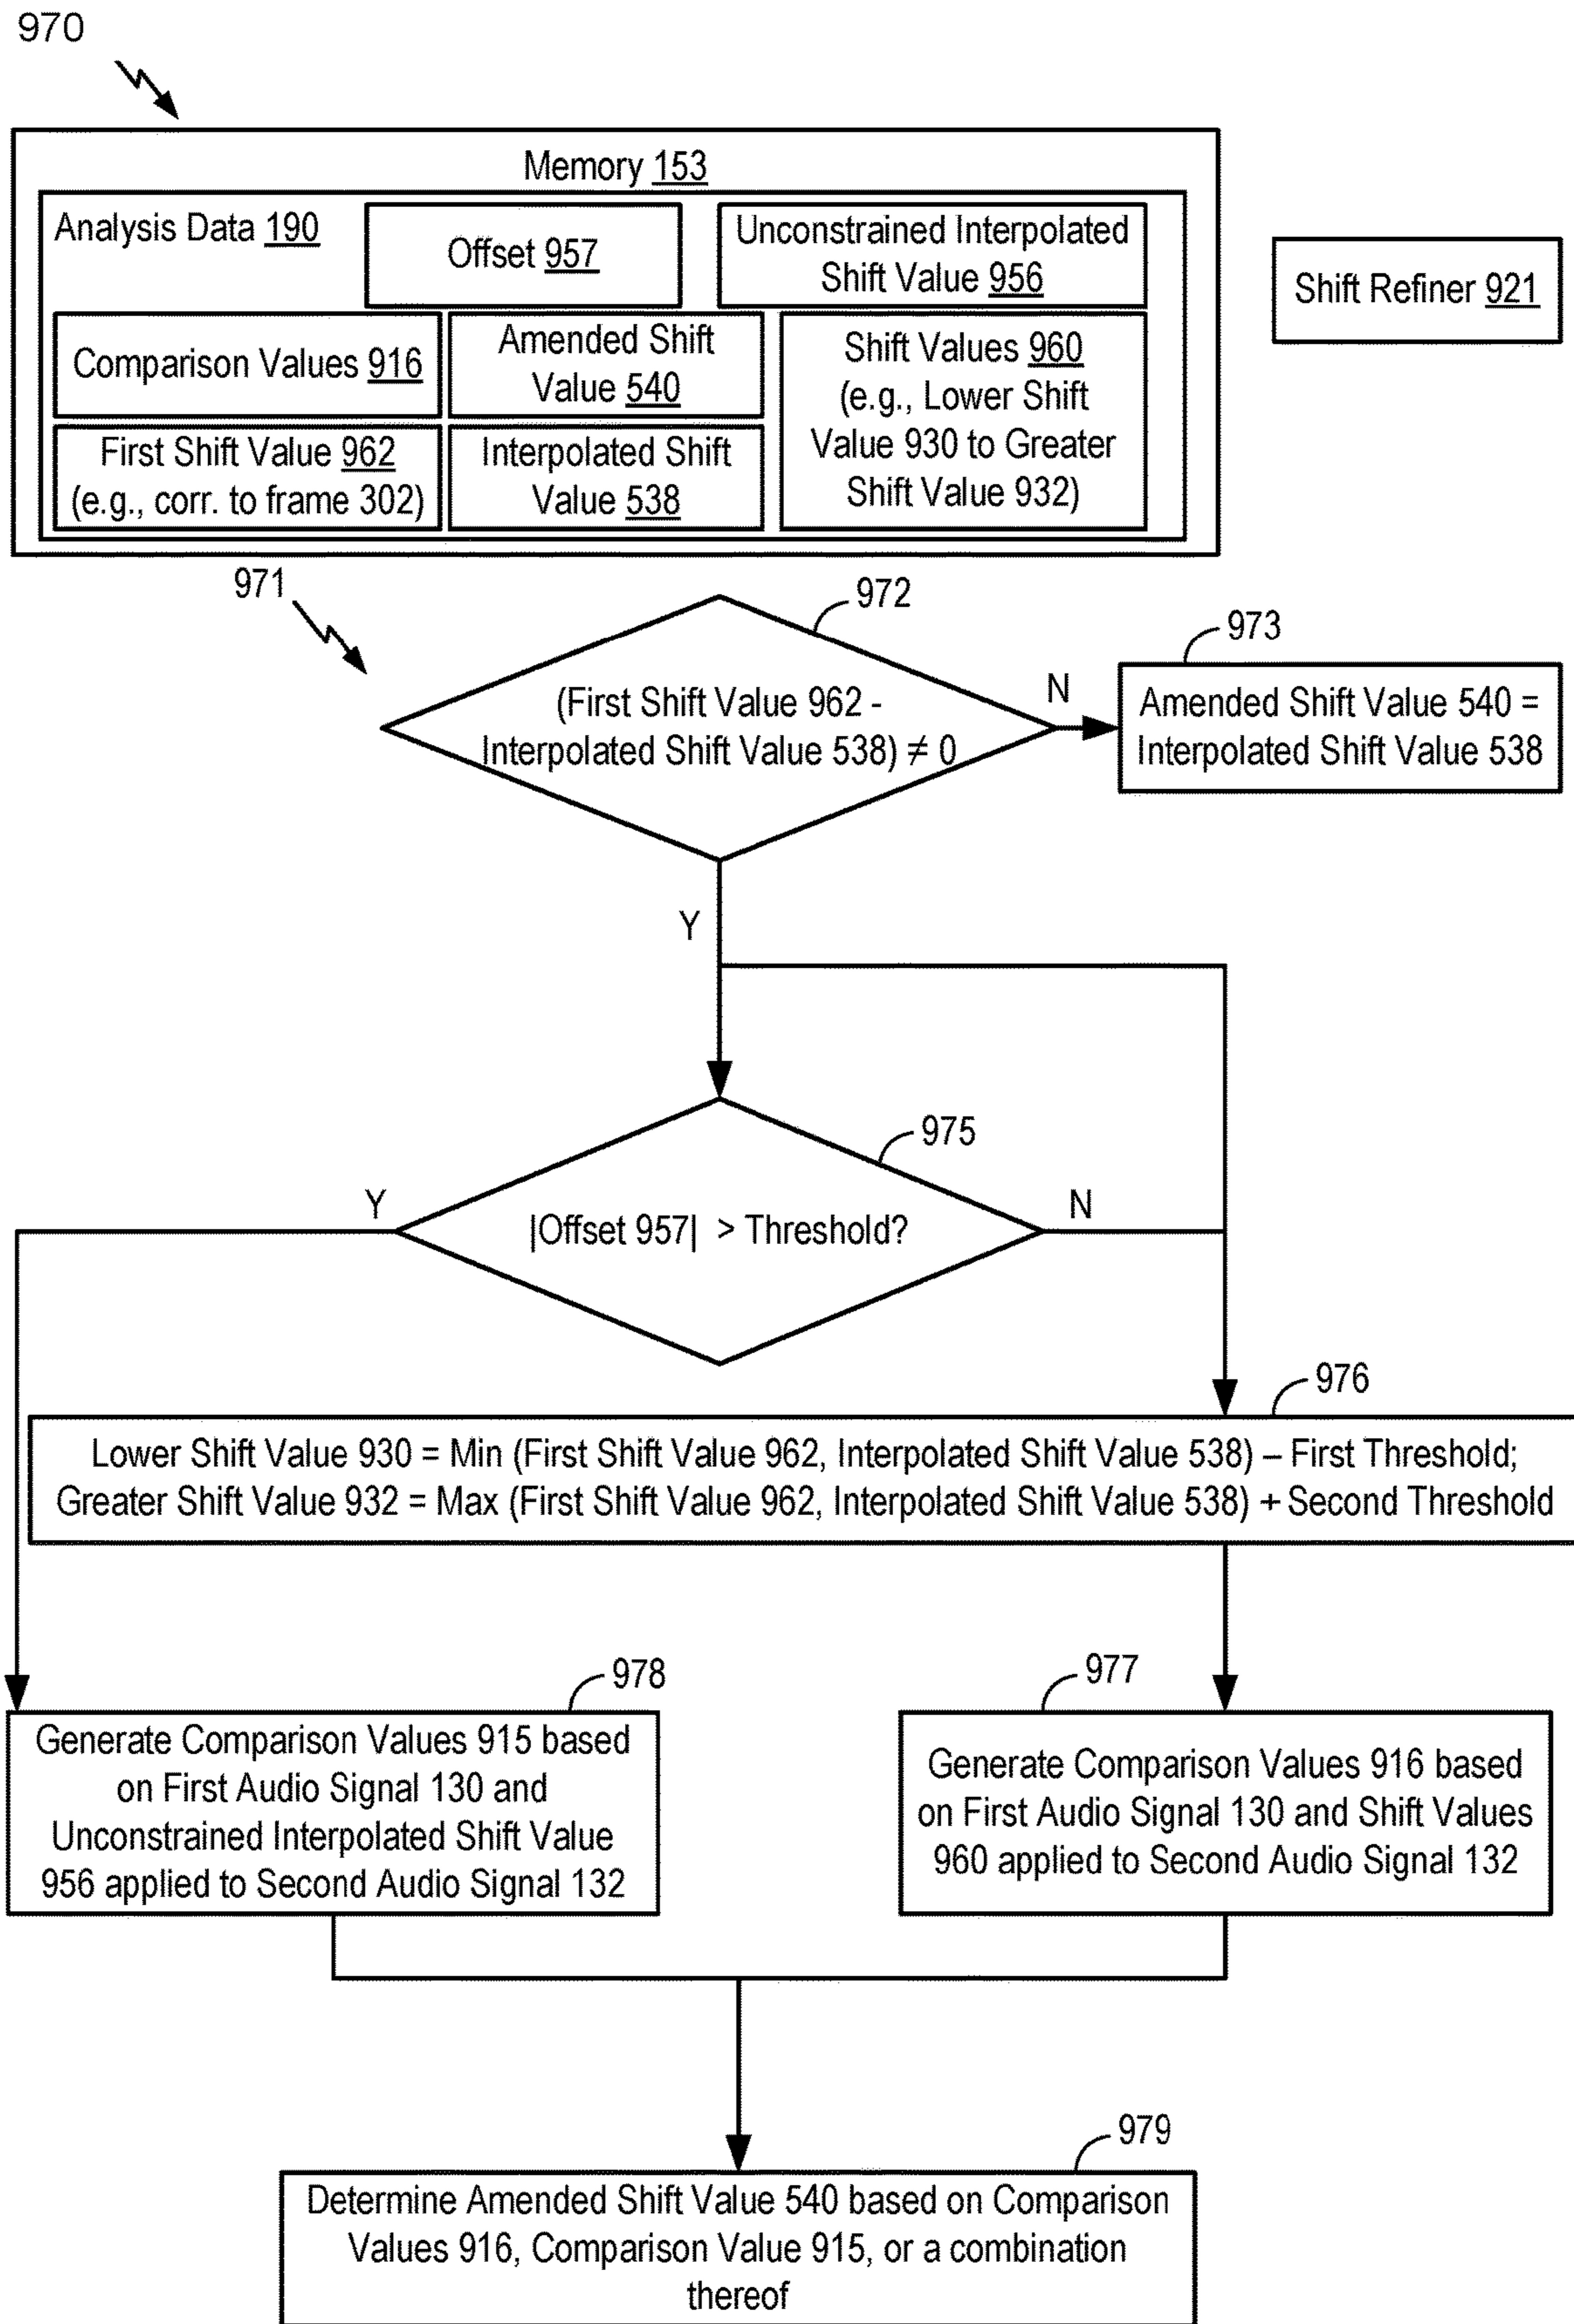 970
Memory 153
Analysis Data 190
Offset 957
Unconstrained Interpolated
Shift Value 956
Shift Refiner 921
Comparison Values 916
Amended Shift
Value 540
Shift Values 960
(e.g., Lower Shift
Value 930 to Greater
Shift Value 932)
First Shift Value 962
(e.g., corr. to frame 302)
Interpolated Shift
Value 538
971
972
(First Shift Value 962 -
Interpolated Shift Value 538) ≠ 0
N
973
Amended Shift Value 540 =
Interpolated Shift Value 538
Y
975
|Offset 957| > Threshold?
Y
N
976
Lower Shift Value 930 = Min (First Shift Value 962, Interpolated Shift Value 538) – First Threshold;
Greater Shift Value 932 = Max (First Shift Value 962, Interpolated Shift Value 538) + Second Threshold
978
Generate Comparison Values 915 based
on First Audio Signal 130 and
Unconstrained Interpolated Shift Value
956 applied to Second Audio Signal 132
977
Generate Comparison Values 916 based
on First Audio Signal 130 and Shift Values
960 applied to Second Audio Signal 132
979
Determine Amended Shift Value 540 based on Comparison
Values 916, Comparison Value 915, or a combination
thereof